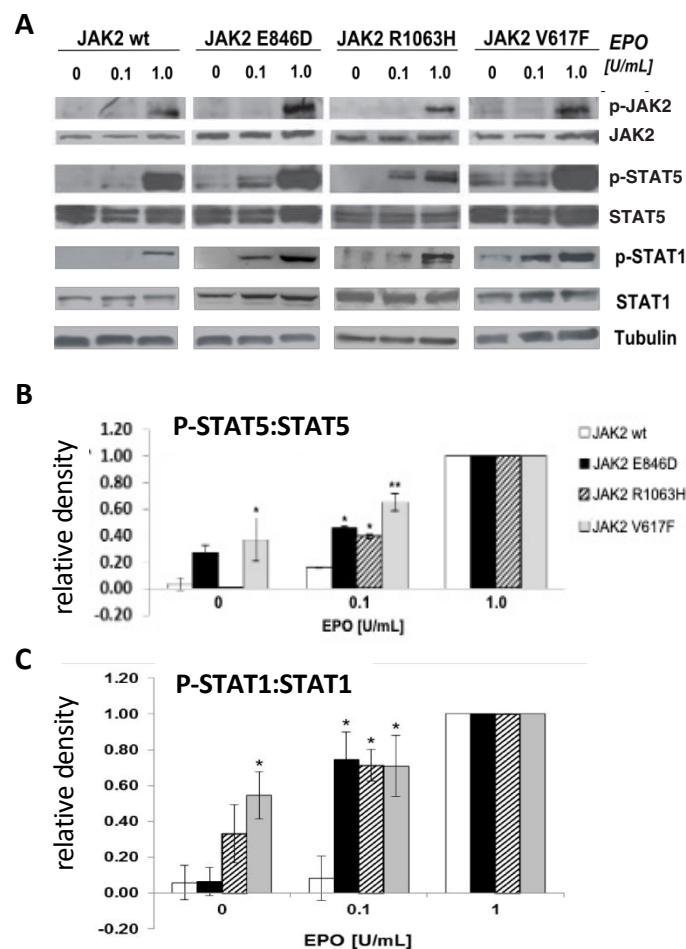 A
JAK2 wt JAK2 E846D JAK2 R1063H JAK2 V617F EPO
0 0.1 1.0 0 0.1 1.0 0 0.1 1.0 0 0.1 1.0 [U/mL]
p-JAK2
JAK2
p-STAT5
STAT5
p-STAT1
STAT1
Tubulin
B
P-STAT5:STAT5
relative density
1.20
1.00
0.80
0.60
0.40
0.20
0.00
-0.20
* * * **
0 0.1 1.0
EPO [U/mL]
JAK2 wt
JAK2 E846D
JAK2 R1063H
JAK2 V617F
C
P-STAT1:STAT1
relative density
1.20
1.00
0.80
0.60
0.40
0.20
0.00
-0.20
* * * *
0 0.1 1
EPO [U/mL]